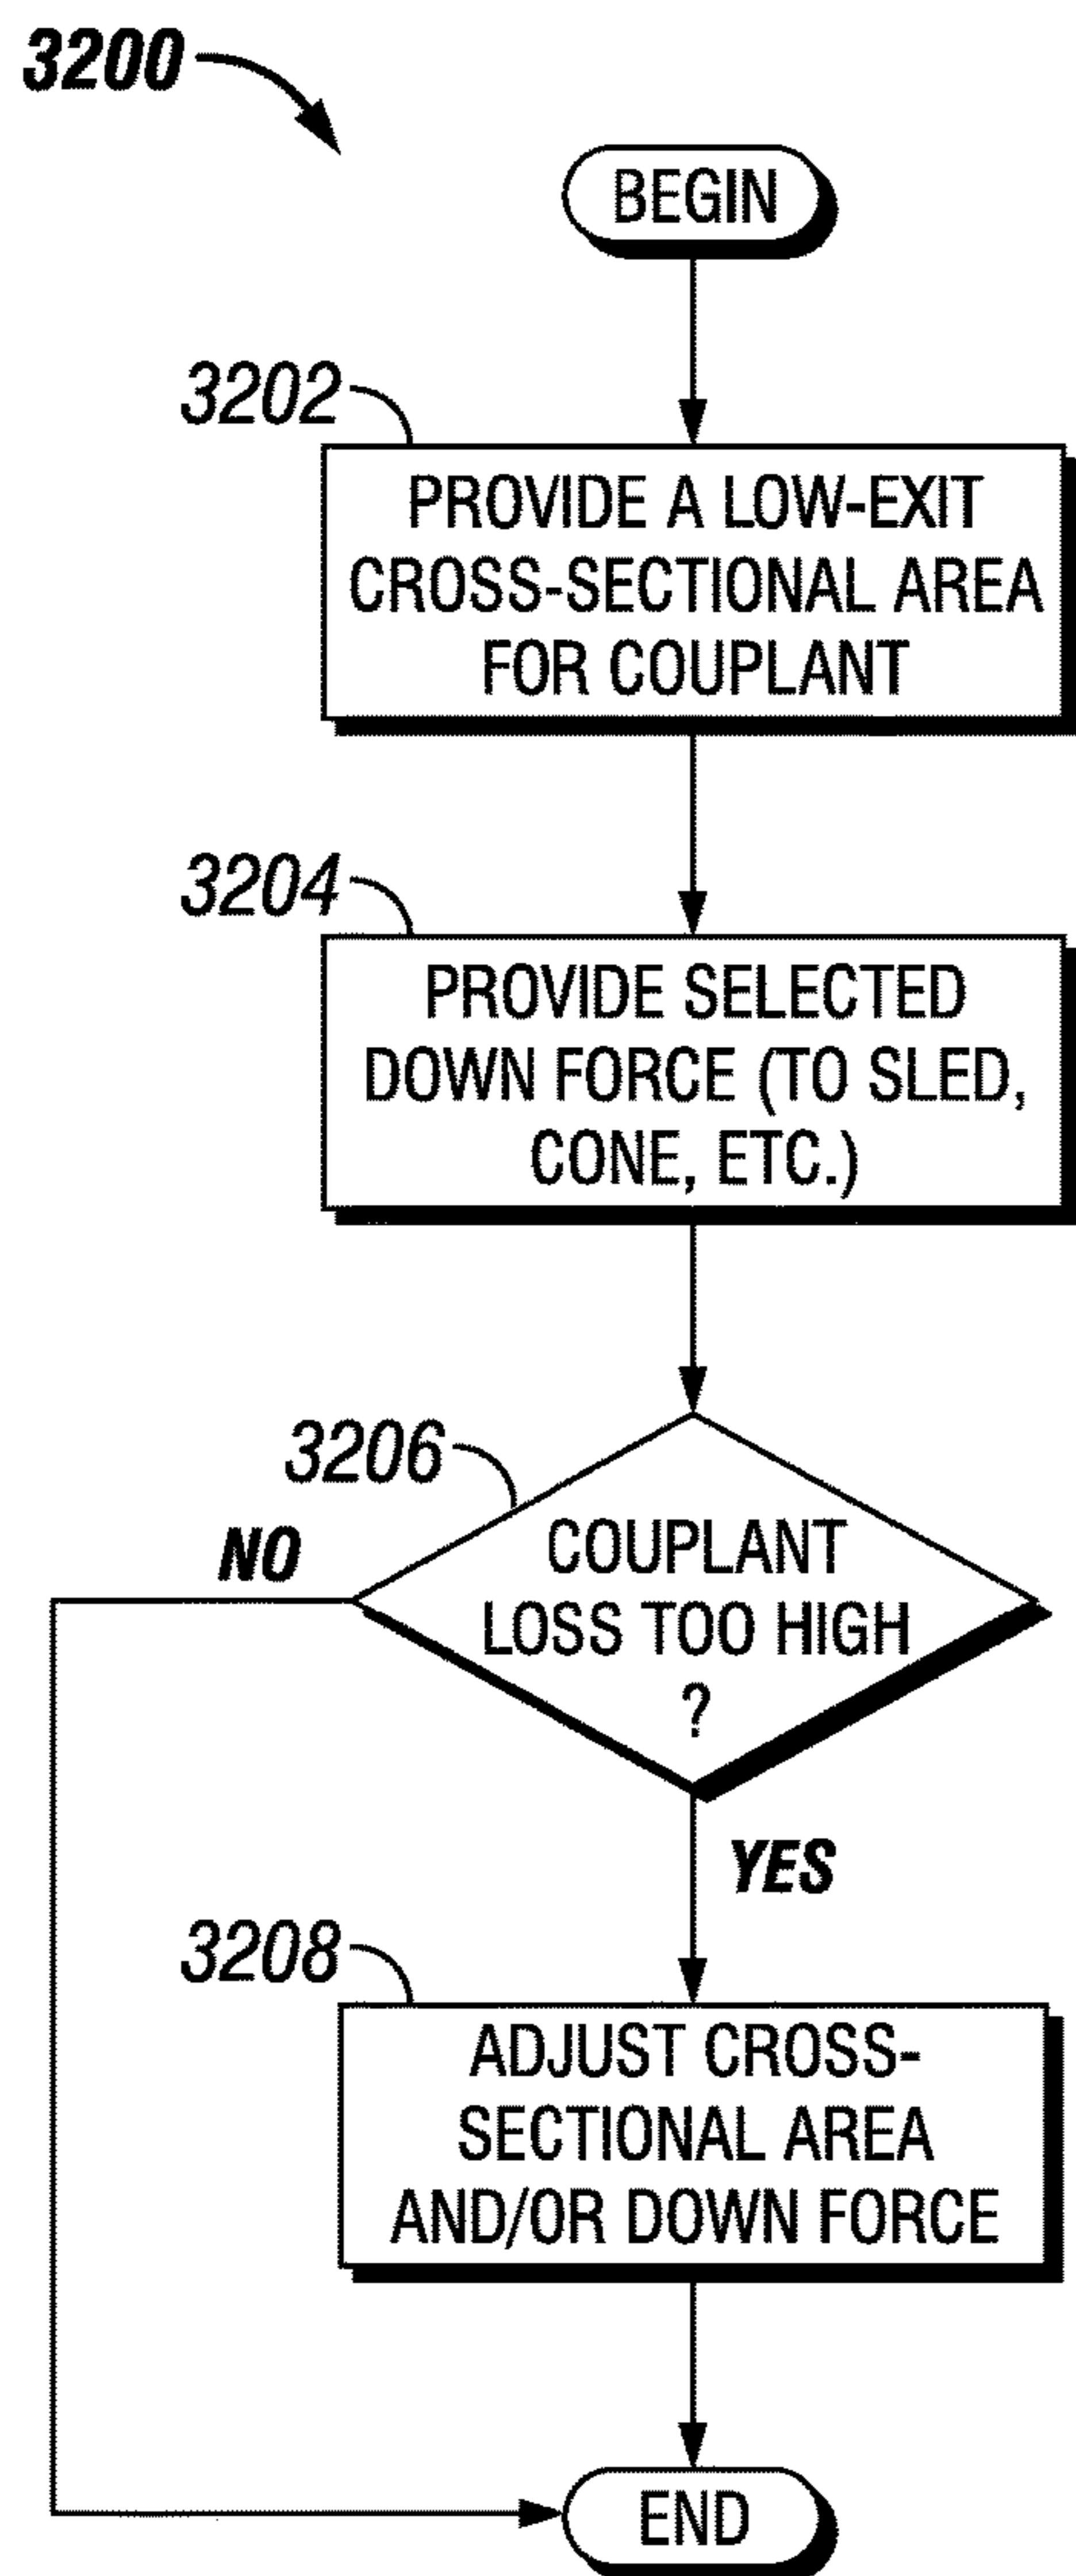 3200
BEGIN
3202
PROVIDE A LOW-EXIT
CROSS-SECTIONAL AREA
FOR COUPLANT
3204
PROVIDE SELECTED
DOWN FORCE (TO SLED,
CONE, ETC.)
3206
NO
COUPLANT
LOSS TOO HIGH
?
YES
3208
ADJUST CROSS-
SECTIONAL AREA
AND/OR DOWN FORCE
END